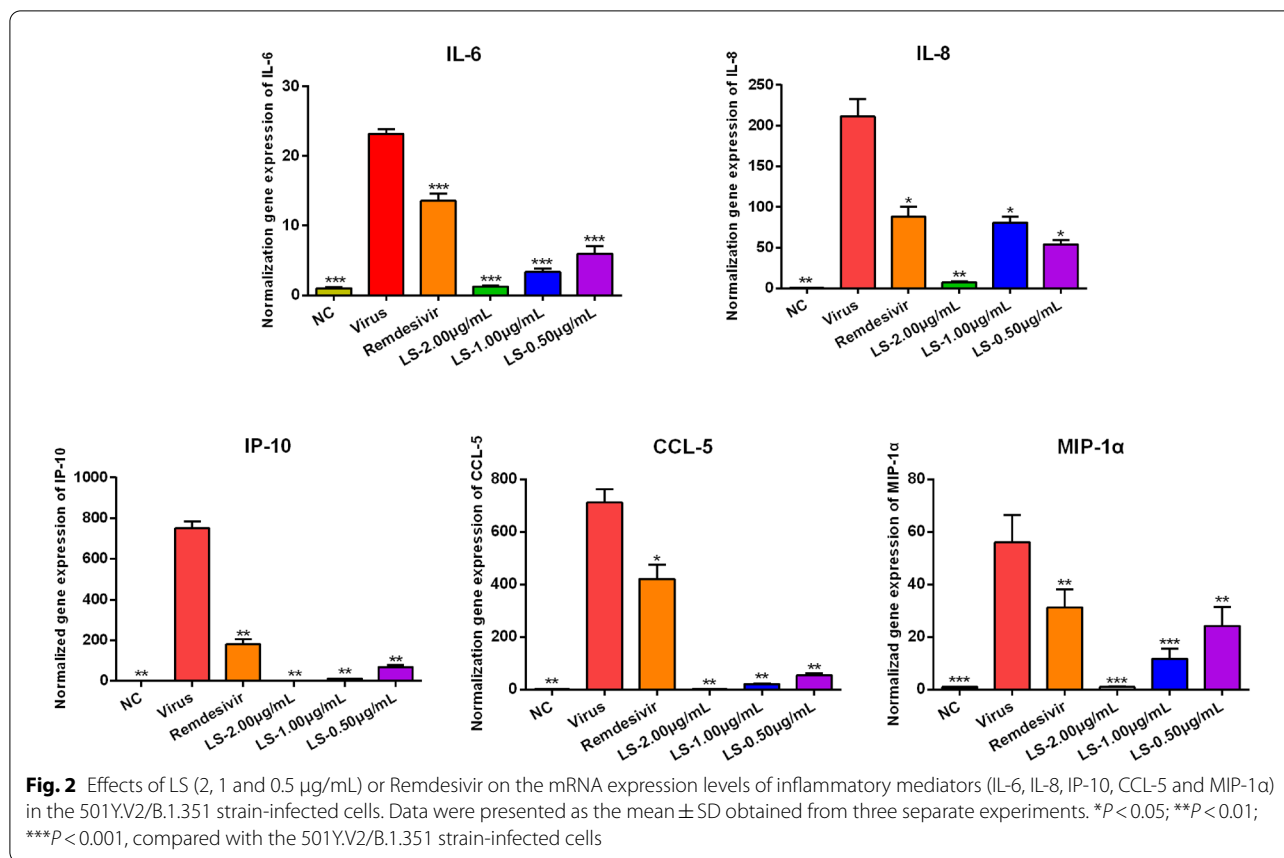 IL-6
Normalization gene expression of IL-6
30
20
10
0
***
***
***
***
***
NC
Virus
Remdesivir
LS-2.00µg/mL
LS-1.00µg/mL
LS-0.50µg/mL
IL-8
Normalization gene expression of IL-8
250
200
150
100
50
0
**
*
**
*
*
NC
Virus
Remdesivir
LS-2.00µg/mL
LS-1.00µg/mL
LS-0.50µg/mL
IP-10
Normalized gene expression of IP-10
1000
800
600
400
200
0
**
**
**
**
**
NC
Virus
Remdesivir
LS-2.00µg/mL
LS-1.00µg/mL
LS-0.50µg/mL
CCL-5
Normalization gene expression of CCL-5
800
600
400
200
0
**
*
**
**
**
NC
Virus
Remdesivir
LS-2.00µg/mL
LS-1.00µg/mL
LS-0.50µg/mL
MIP-1α
Normalizad gene expression of MIP-1α
80
60
40
20
0
***
**
***
***
**
NC
Virus
Remdesivir
LS-2.00µg/mL
LS-1.00µg/mL
LS-0.50µg/mL
Fig. 2 Effects of LS (2, 1 and 0.5 µg/mL) or Remdesivir on the mRNA expression levels of inflammatory mediators (IL-6, IL-8, IP-10, CCL-5 and MIP-1α)
in the 501Y.V2/B.1.351 strain-infected cells. Data were presented as the mean ± SD obtained from three separate experiments. *P < 0.05; **P < 0.01;
***P < 0.001, compared with the 501Y.V2/B.1.351 strain-infected cells